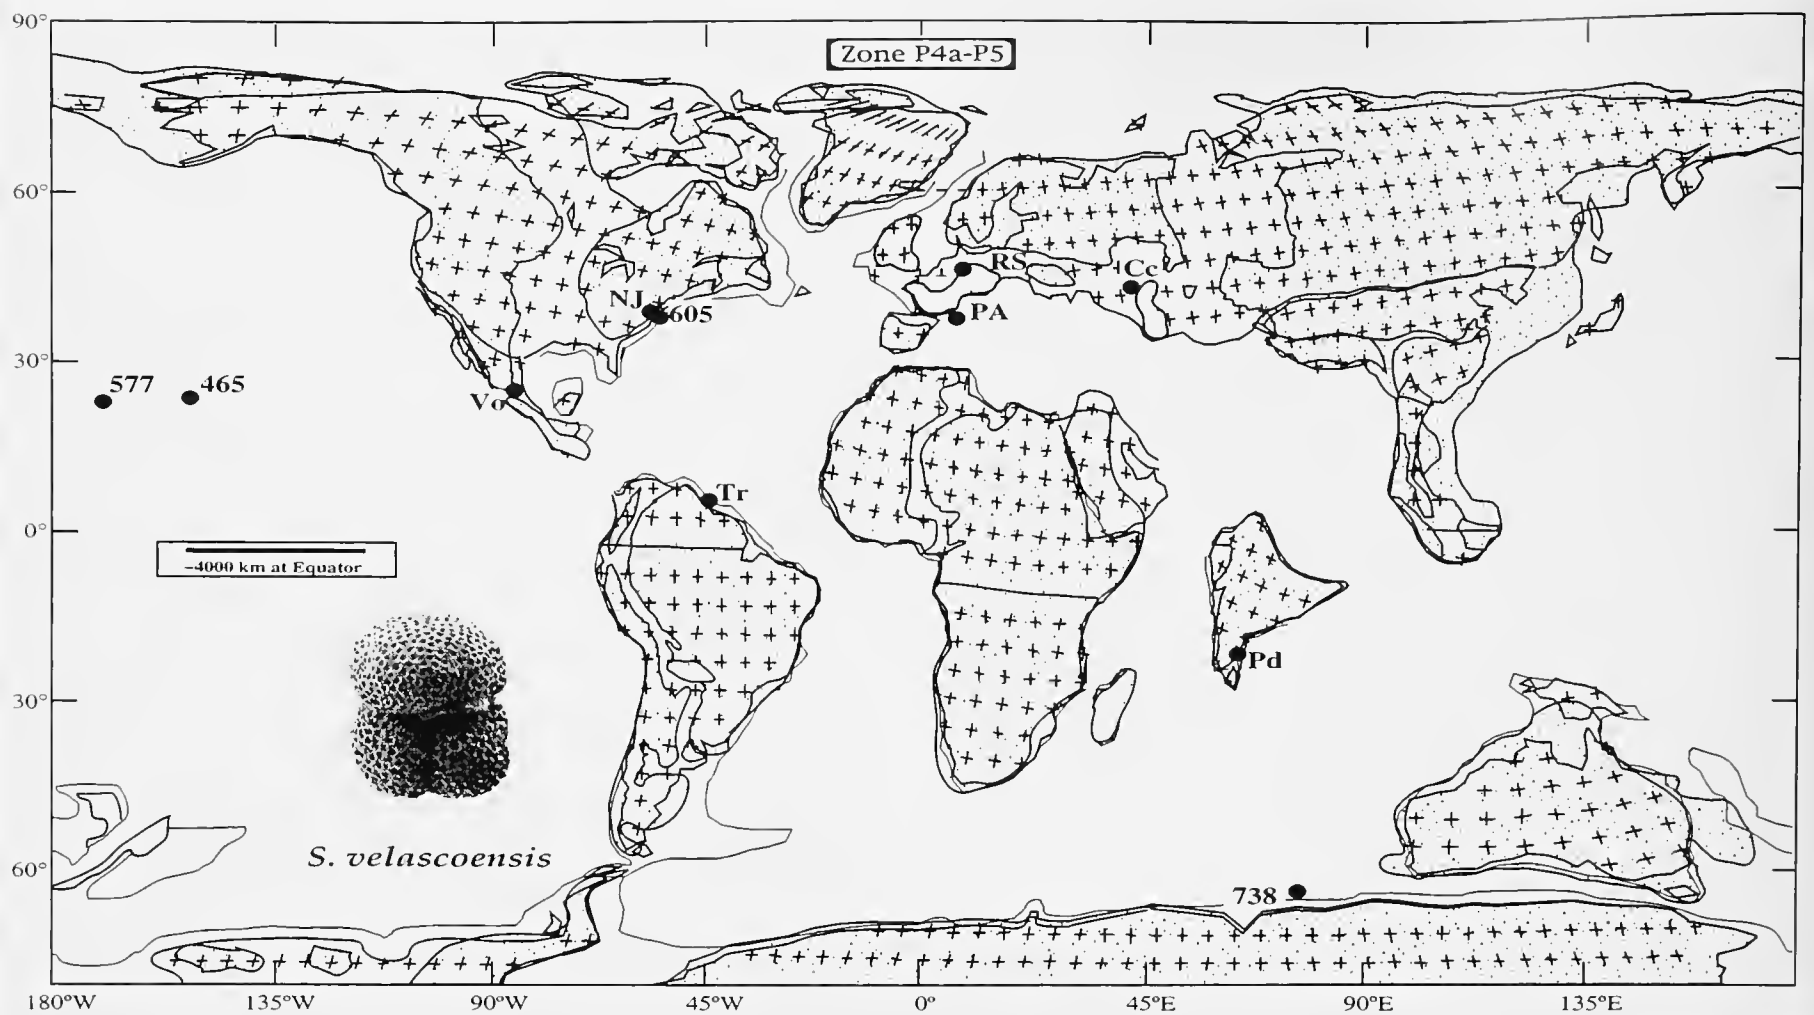 90°
Zone P4a-P5
60°
RS
Cc
NJ
605
PA
30°
577
465
Vo
Tr
0°
~4000 km at Equator
Pd
30°
S. velascoensis
60°
738
180°W
135°W
90°W
45°W
0°
45°E
90°E
135°E